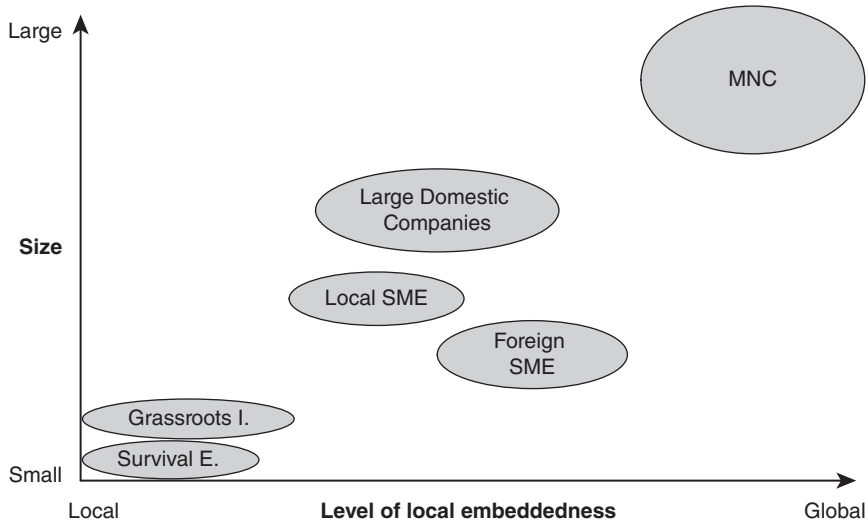 Large
MNC
Large Domestic
Companies
Size
Local SME
Foreign
SME
Grassroots I.
Survival E.
Small
Local
Level of local embeddedness
Global